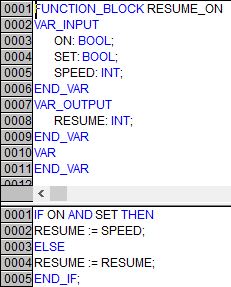 0001 FUNCTION_BLOCK RESUME_ON
0002 VAR_INPUT
0003 ON: BOOL;
0004 SET: BOOL;
0005 SPEED: INT;
0006 END_VAR
0007 VAR_OUTPUT
0008 RESUME: INT;
0009 END_VAR
0010 VAR
0011 END_VAR
0012
0001 IF ON AND SET THEN
0002 RESUME := SPEED;
0003 ELSE
0004 RESUME := RESUME;
0005 END_IF;